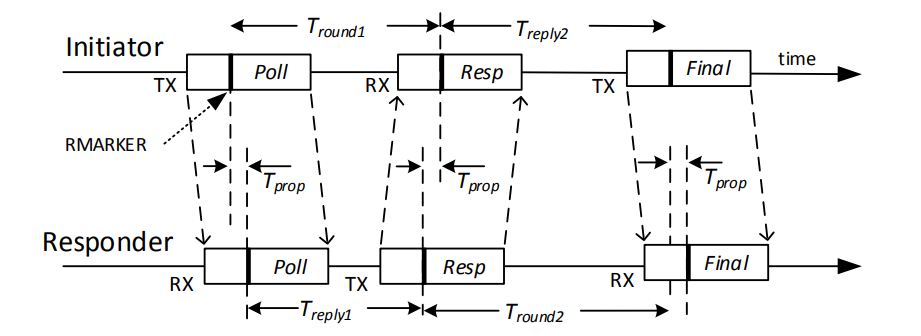 Tround1 Treply2
Initiator Poll Resp Final time
TX RX TX
RMARKER
Tprop Tprop Tprop
Responder Poll Resp Final
RX TX RX
Treply1 Tround2